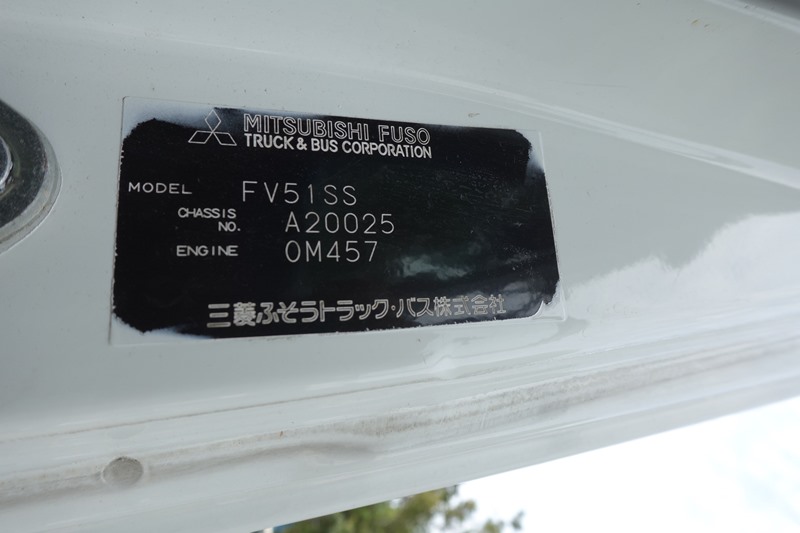 MITSUBISHI FUSO
TRUCK & BUS CORPORATION
MODEL FV51SS
CHASSIS NO. A20025
ENGINE OM457
三菱ふそうトラック・バス株式会社